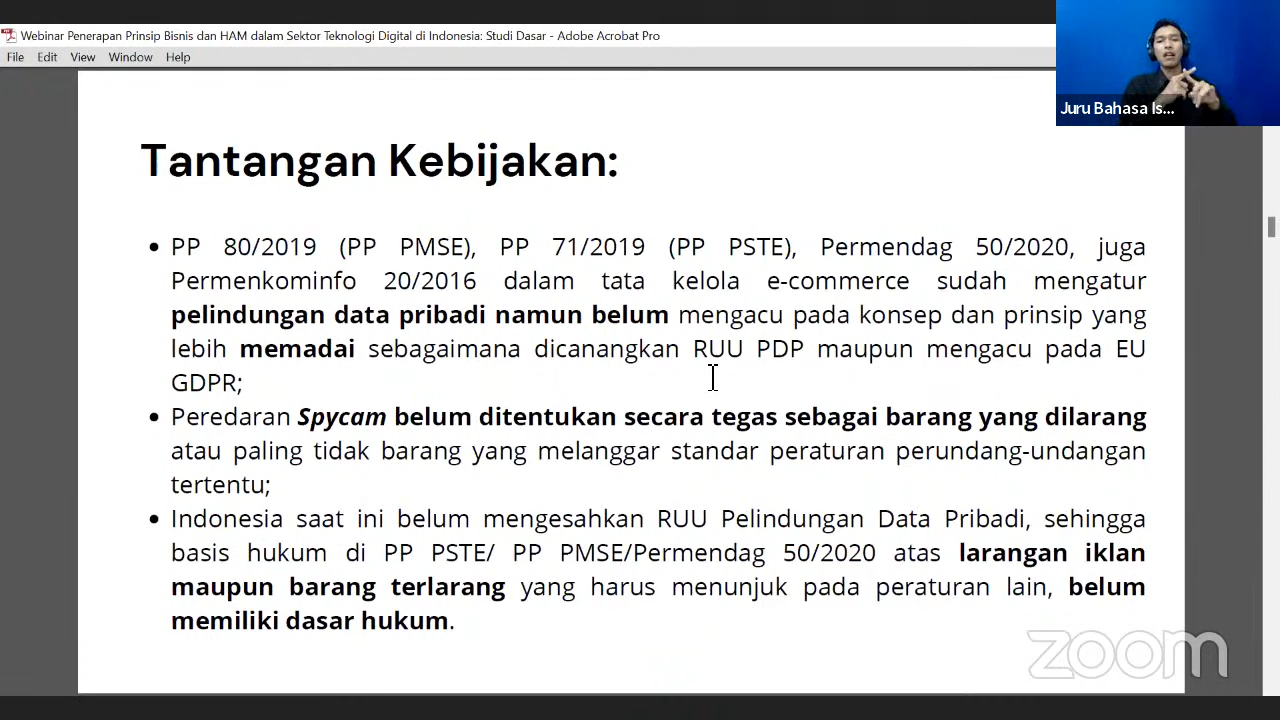 Webinar Penerapan Prinsip Bisnis dan HAM dalam Sektor Teknologi Digital di Indonesia: Studi Dasar - Adobe Acrobat Pro
File Edit View Window Help
Juru Bahasa Is...
Tantangan Kebijakan:
• PP 80/2019 (PP PMSE), PP 71/2019 (PP PSTE), Permendag 50/2020, juga
Permenkominfo 20/2016 dalam tata kelola e-commerce sudah mengatur
pelindungan data pribadi namun belum mengacu pada konsep dan prinsip yang
lebih memadai sebagaimana dicanangkan RUU PDP maupun mengacu pada EU
GDPR;
• Peredaran Spycam belum ditentukan secara tegas sebagai barang yang dilarang
atau paling tidak barang yang melanggar standar peraturan perundang-undangan
tertentu;
• Indonesia saat ini belum mengesahkan RUU Pelindungan Data Pribadi, sehingga
basis hukum di PP PSTE/ PP PMSE/Permendag 50/2020 atas larangan iklan
maupun barang terlarang yang harus menunjuk pada peraturan lain, belum
memiliki dasar hukum.
zoom